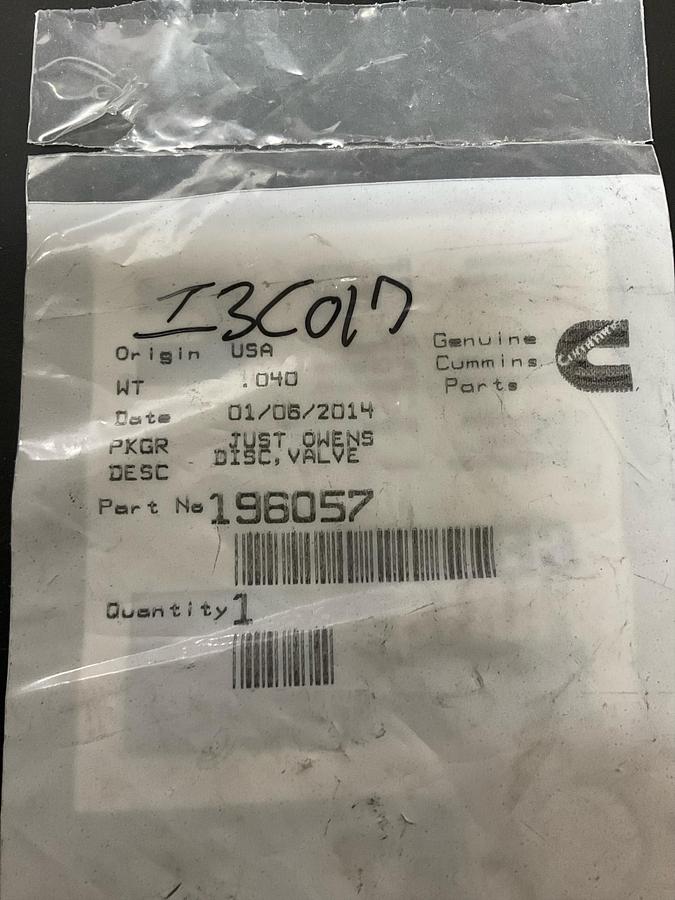 I3C017
Origin USA
WT .040
Date 01/06/2014
PKGR JUST OWENS
DESC DISC,VALVE
Part No 196057
Quantity 1
Genuine
Cummins
Parts
Cummins